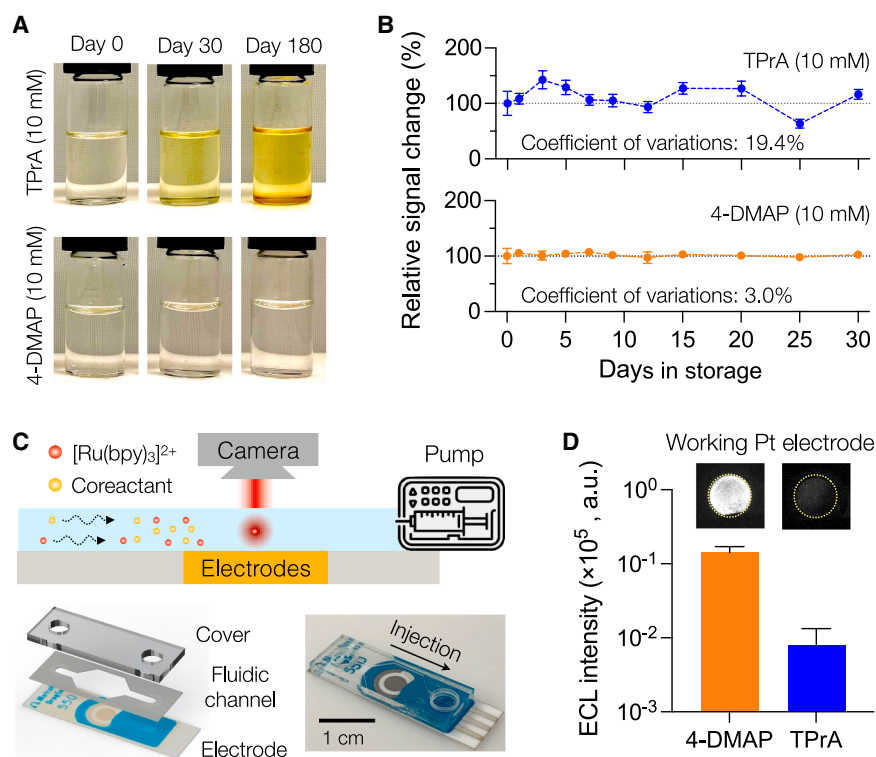 A
Day 0 Day 30 Day 180
TPrA (10 mM)
4-DMAP (10 mM)
B
Relative signal change (%)
200
100
0
TPrA (10 mM)
Coefficient of variations: 19.4%
200
100
0
4-DMAP (10 mM)
Coefficient of variations: 3.0%
0 5 10 15 20 25 30
Days in storage
C
[Ru(bpy)₃]²⁺
Coreactant
Camera
Pump
Electrodes
Cover
Fluidic
channel
Electrode
550
Injection
550
1 cm
D
Working Pt electrode
ECL intensity (×10⁵, a.u.)
10⁰
10⁻¹
10⁻²
10⁻³
4-DMAP TPrA